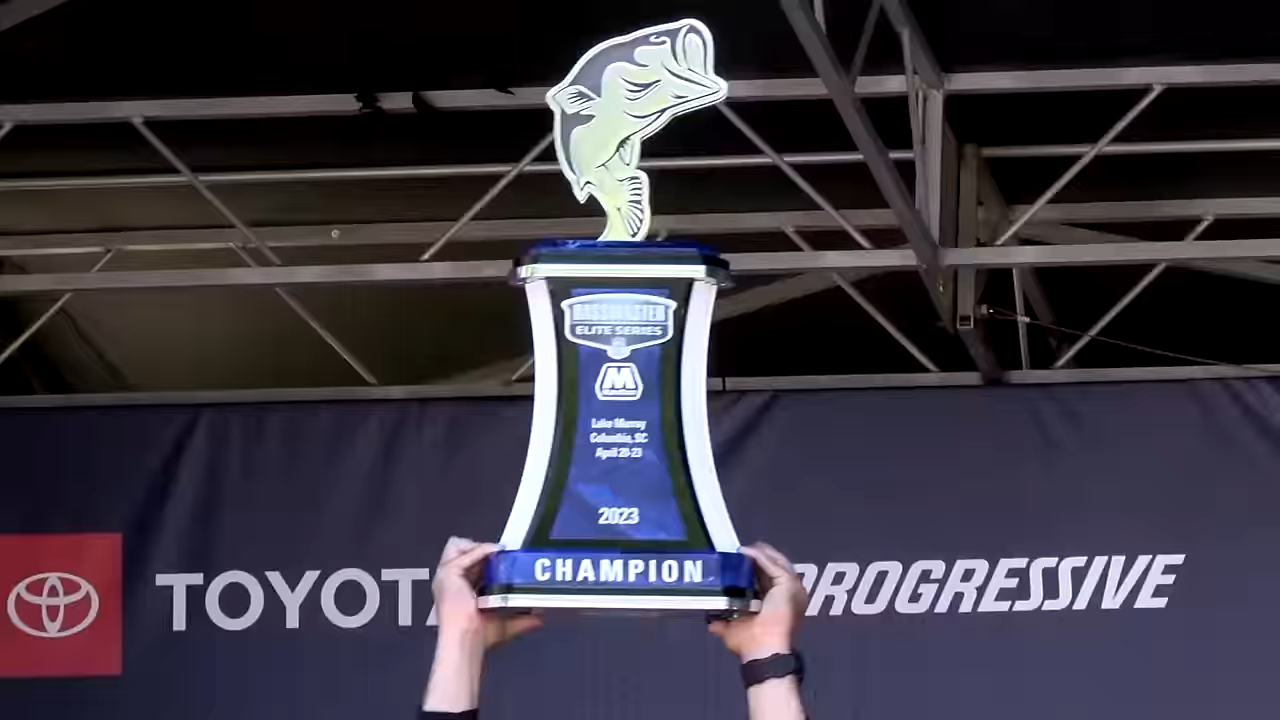 BASSMASTER
ELITE SERIES
M
Lake Murray
Columbia, SC
April 20-23
2023
CHAMPION
TOYOTA
PROGRESSIVE